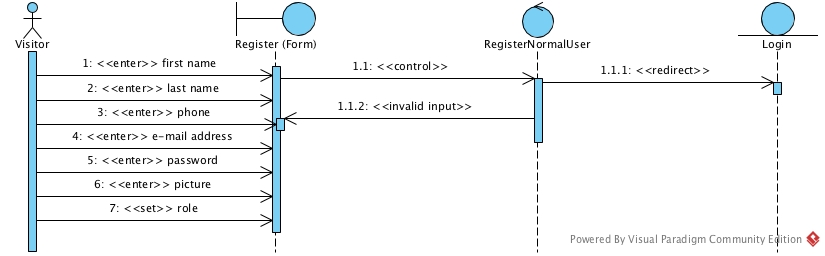 Visitor
Register (Form)
RegisterNormalUser
Login
1: <<enter>> first name
1.1: <<control>>
1.1.1: <<redirect>>
2: <<enter>> last name
1.1.2: <<invalid input>>
3: <<enter>> phone
4: <<enter>> e-mail address
5: <<enter>> password
6: <<enter>> picture
7: <<set>> role
Powered By Visual Paradigm Community Edition